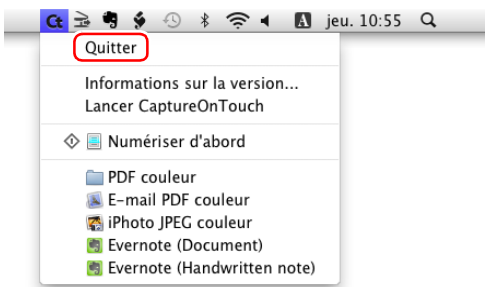 Ct A jeu. 10:55
Quitter
Informations sur la version...
Lancer CaptureOnTouch
Numériser d'abord
PDF couleur
E-mail PDF couleur
iPhoto JPEG couleur
Evernote (Document)
Evernote (Handwritten note)